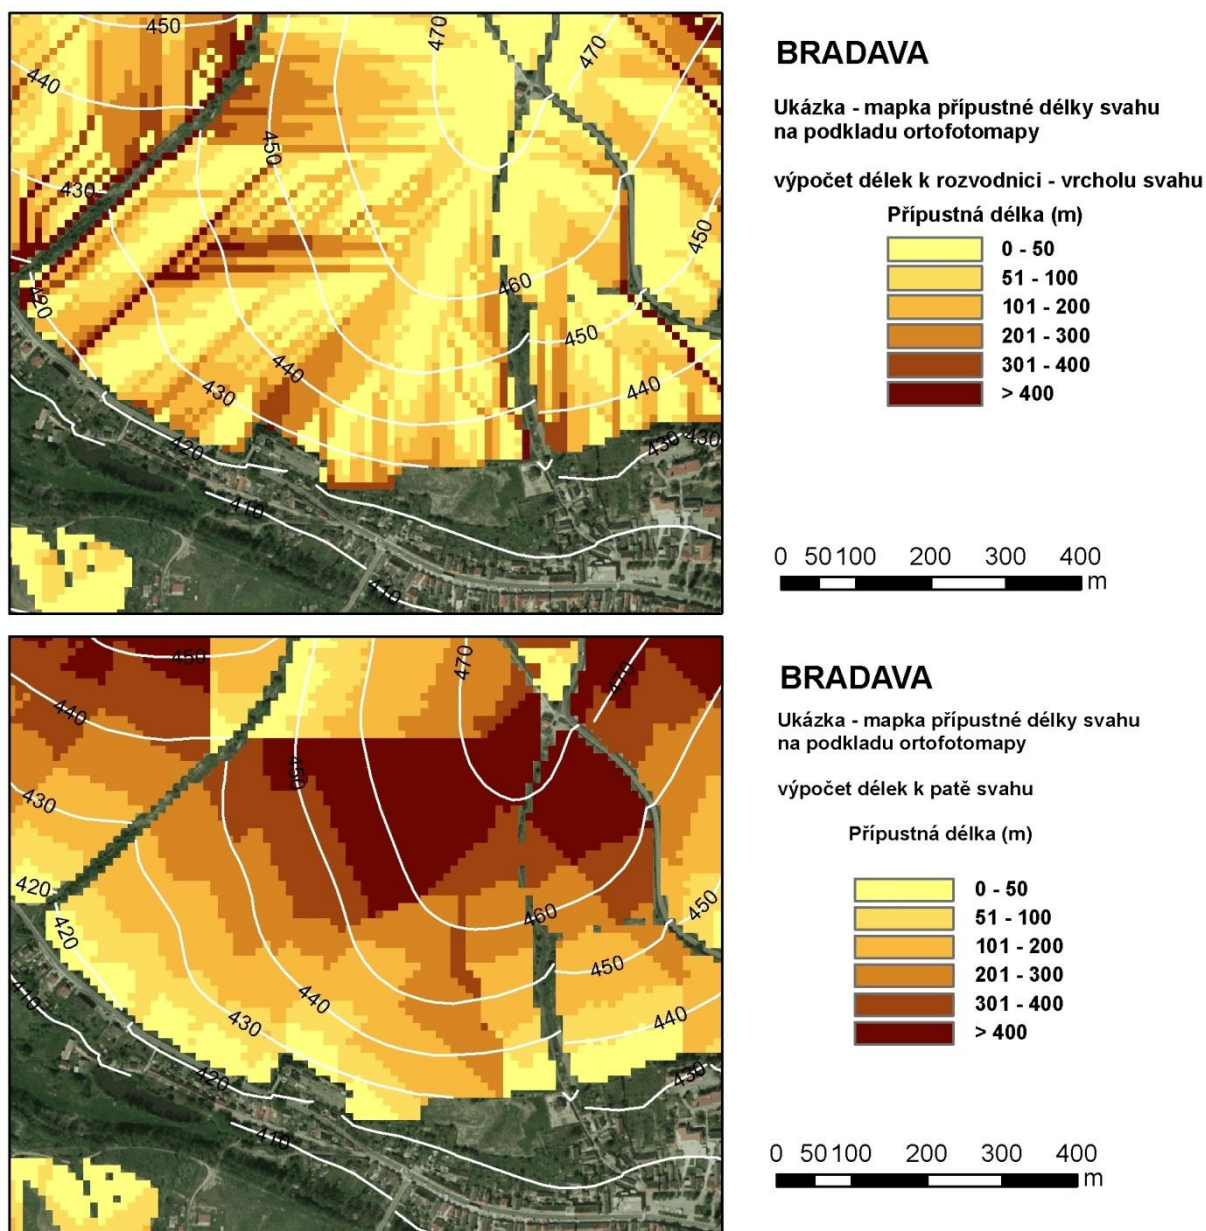 BRADAVA
Ukázka - mapka přípustné délky svahu
na podkladu ortofotomapy
výpočet délek k rozvodnici - vrcholu svahu
Přípustná délka (m)
0 - 50
51 - 100
101 - 200
201 - 300
301 - 400
> 400
0 50 100 200 300 400
m
450
470
470
440
450
430
450
420
460
450
440
440
430
420
430
430
410
410
BRADAVA
Ukázka - mapka přípustné délky svahu
na podkladu ortofotomapy
výpočet délek k patě svahu
Přípustná délka (m)
0 - 50
51 - 100
101 - 200
201 - 300
301 - 400
> 400
0 50 100 200 300 400
m
450
470
470
440
450
430
420
450
420
460
450
410
440
440
430
420
430
410